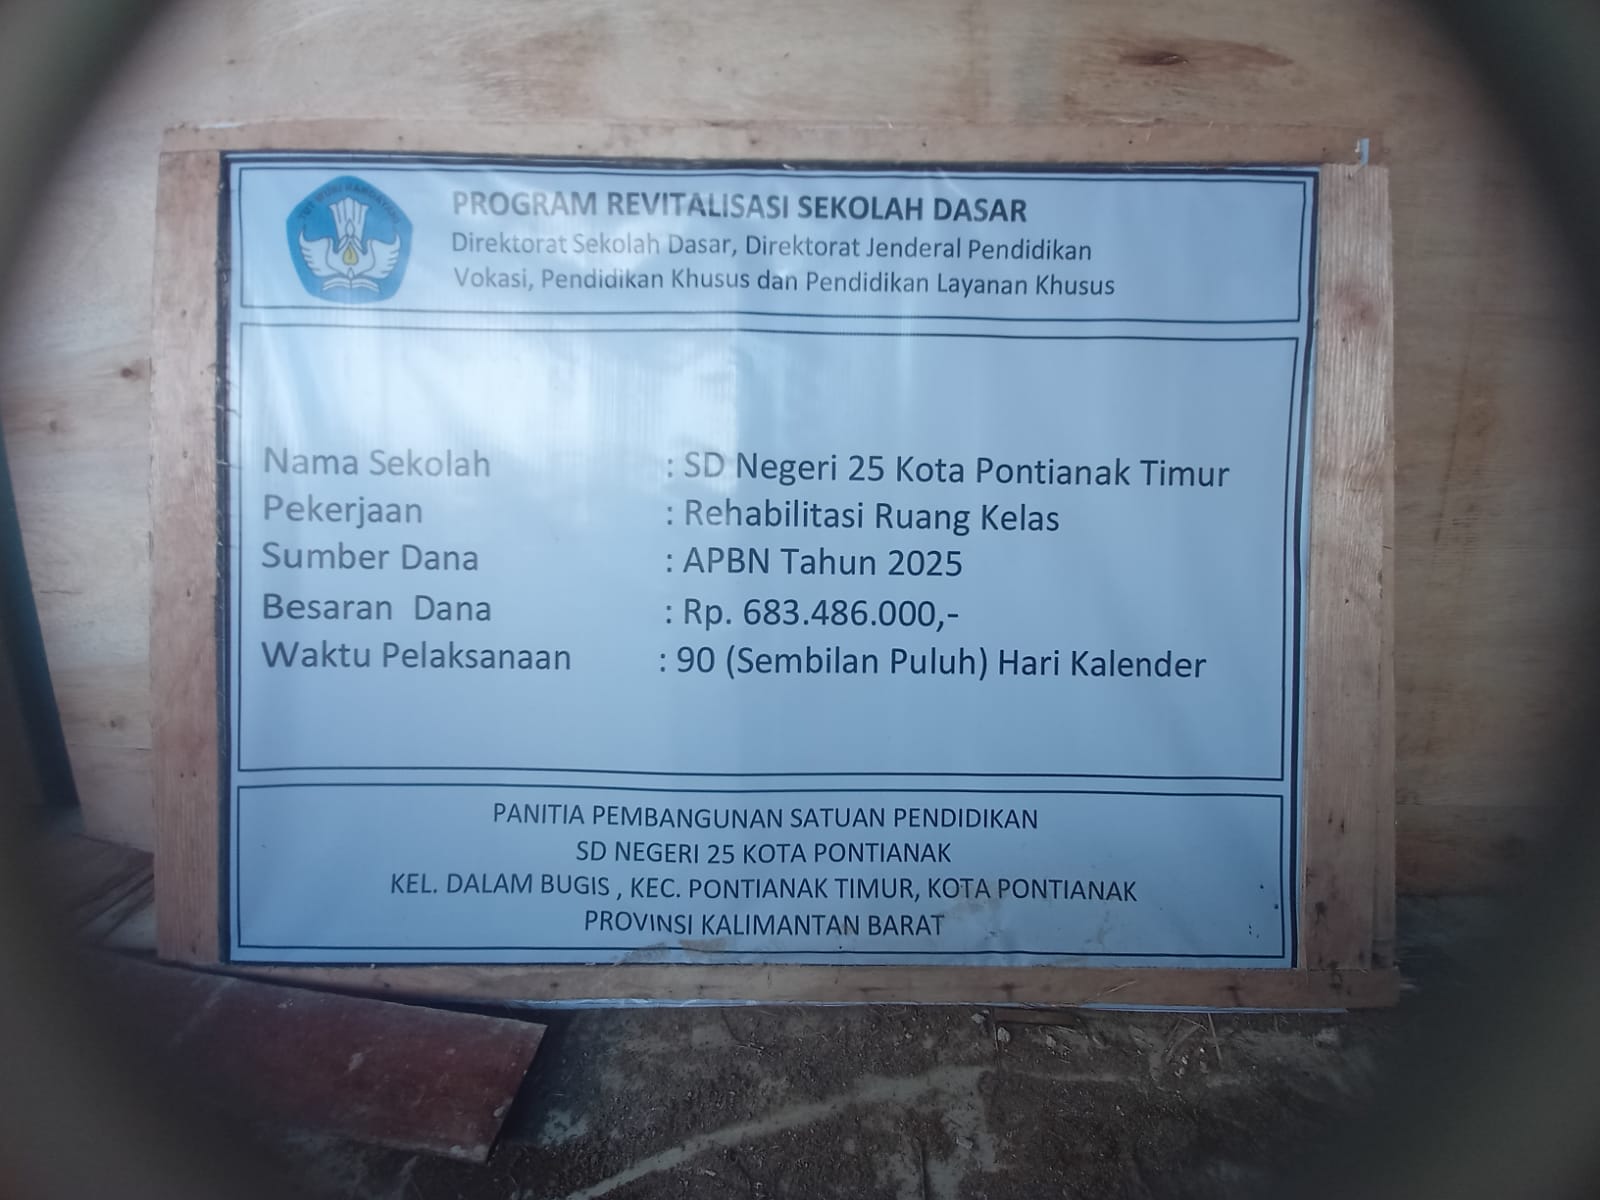 TUT WURI HANDAYANI
PROGRAM REVITALISASI SEKOLAH DASAR
Direktorat Sekolah Dasar, Direktorat Jenderal Pendidikan
Vokasi, Pendidikan Khusus dan Pendidikan Layanan Khusus
Nama Sekolah : SD Negeri 25 Kota Pontianak Timur
Pekerjaan : Rehabilitasi Ruang Kelas
Sumber Dana : APBN Tahun 2025
Besaran Dana : Rp. 683.486.000,-
Waktu Pelaksanaan : 90 (Sembilan Puluh) Hari Kalender
PANITIA PEMBANGUNAN SATUAN PENDIDIKAN
SD NEGERI 25 KOTA PONTIANAK
KEL. DALAM BUGIS , KEC. PONTIANAK TIMUR, KOTA PONTIANAK
PROVINSI KALIMANTAN BARAT